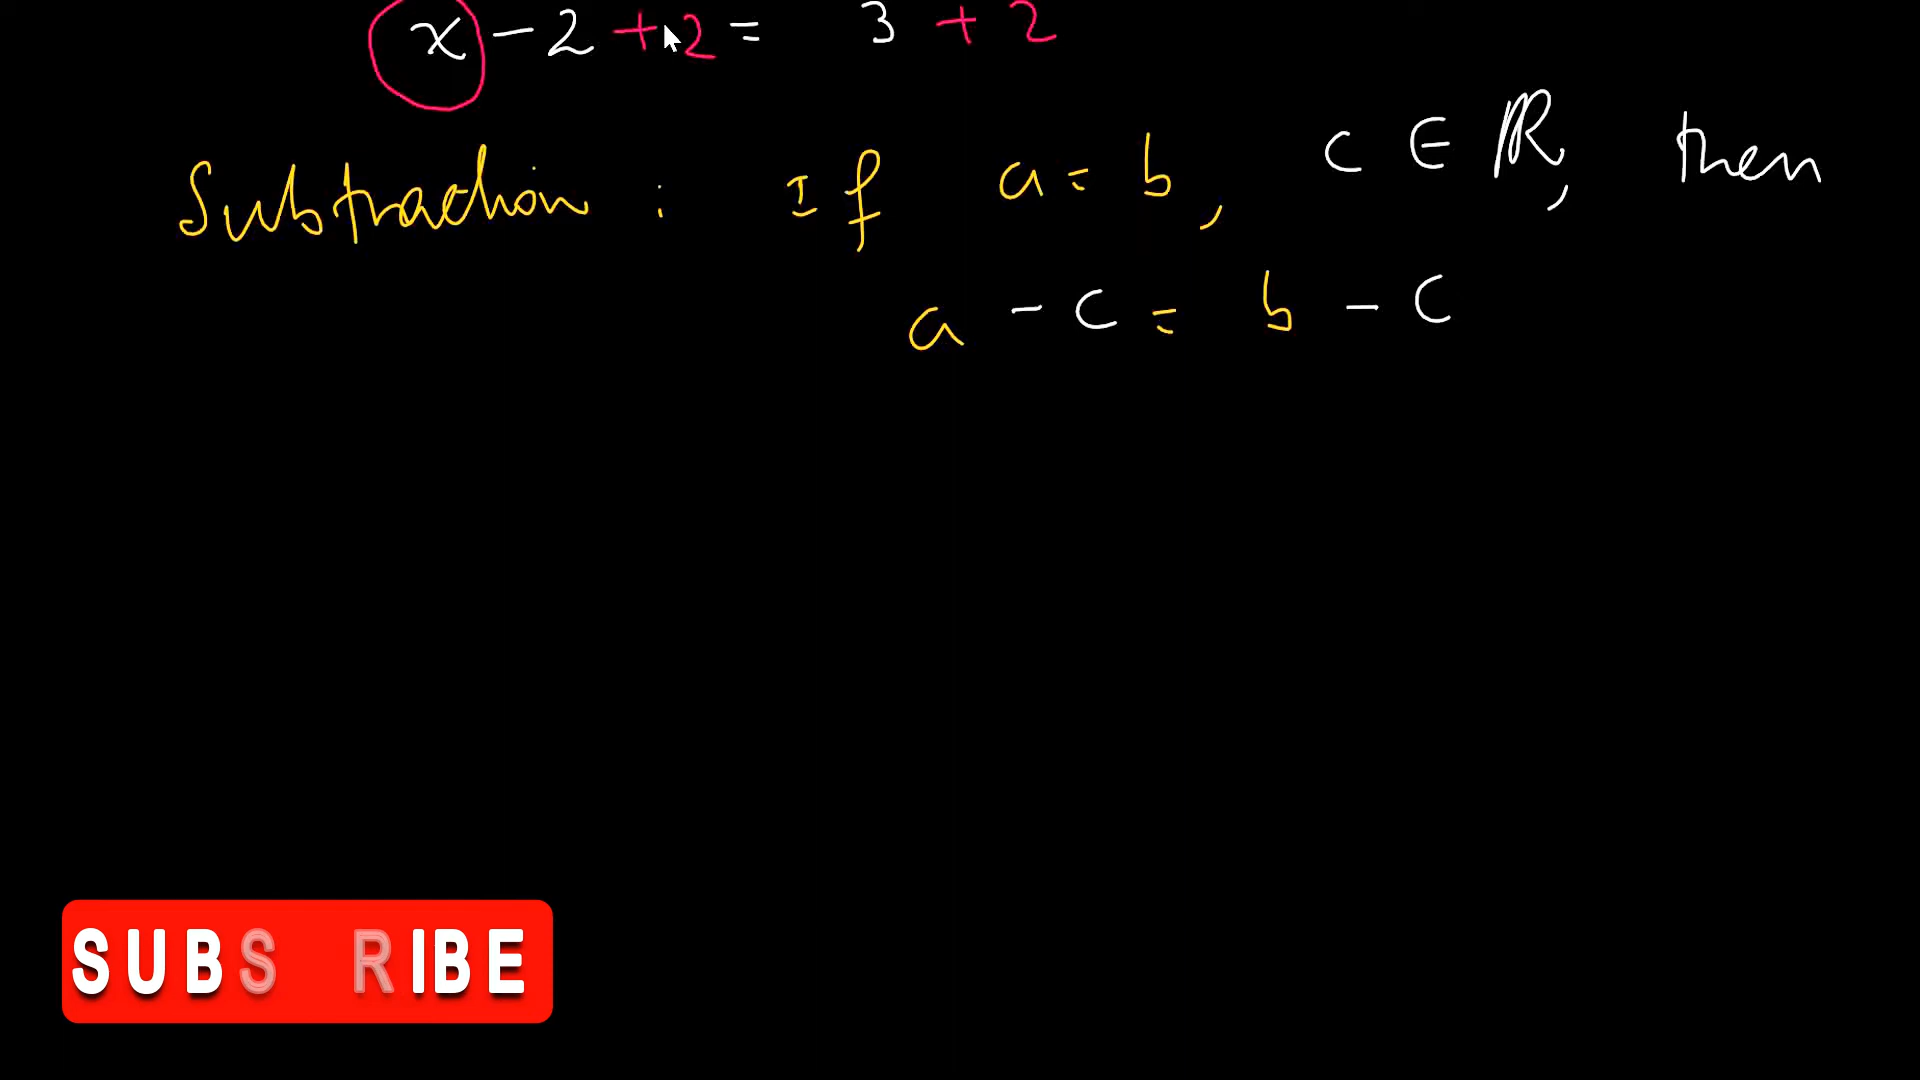 x - 2 + 2 = 3 + 2
Subtraction : If a = b, c ∈ ℝ, then
a - c = b - c
SUBS RIBE